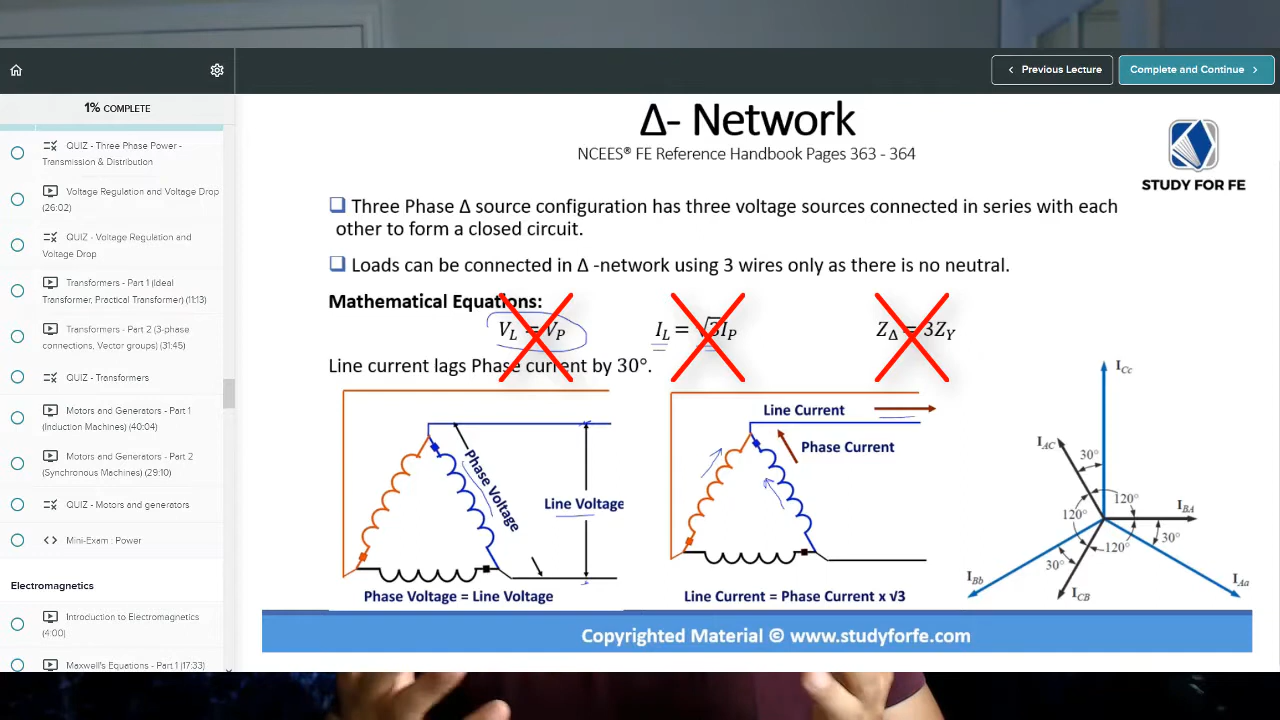 Previous Lecture
Complete and Continue
1% COMPLETE
QUIZ - Three Phase Power -
Transmission & Distribution
Voltage Regulation and Voltage Drop
(26:02)
QUIZ - Voltage Regulation and
Voltage Drop
Transformers - Part 1 (Ideal
Transformer, Practical Transformer) (11:13)
Transformers - Part 2 (3-phase
connections, Vector groups) (31:45)
QUIZ - Transformers
Motors and Generators - Part 1
(Induction Machines) (40:04)
Motors and Generators - Part 2
(Synchronous Machines) (29:10)
QUIZ - Motors and generators
Mini-Exam : Power
Electromagnetics
Introduction to Electromagnetics
(4:00)
Maxwell's Equations - Part 1 (17:33)
Δ- Network
NCEES® FE Reference Handbook Pages 363 - 364
STUDY FOR FE
Three Phase Δ source configuration has three voltage sources connected in series with each
other to form a closed circuit.
Loads can be connected in Δ -network using 3 wires only as there is no neutral.
Mathematical Equations:
V_L = V_P
I_L = √3I_P
Z_Δ = 3Z_Y
Line current lags Phase current by 30°.
Phase Voltage
Line Voltage
Phase Voltage = Line Voltage
Line Current
Phase Current
Line Current = Phase Current x √3
I_Cc
I_AC
30°
120°
I_BA
120°
120°
30°
30°
I_Bb
I_CB
I_Aa
Copyrighted Material © www.studyforfe.com